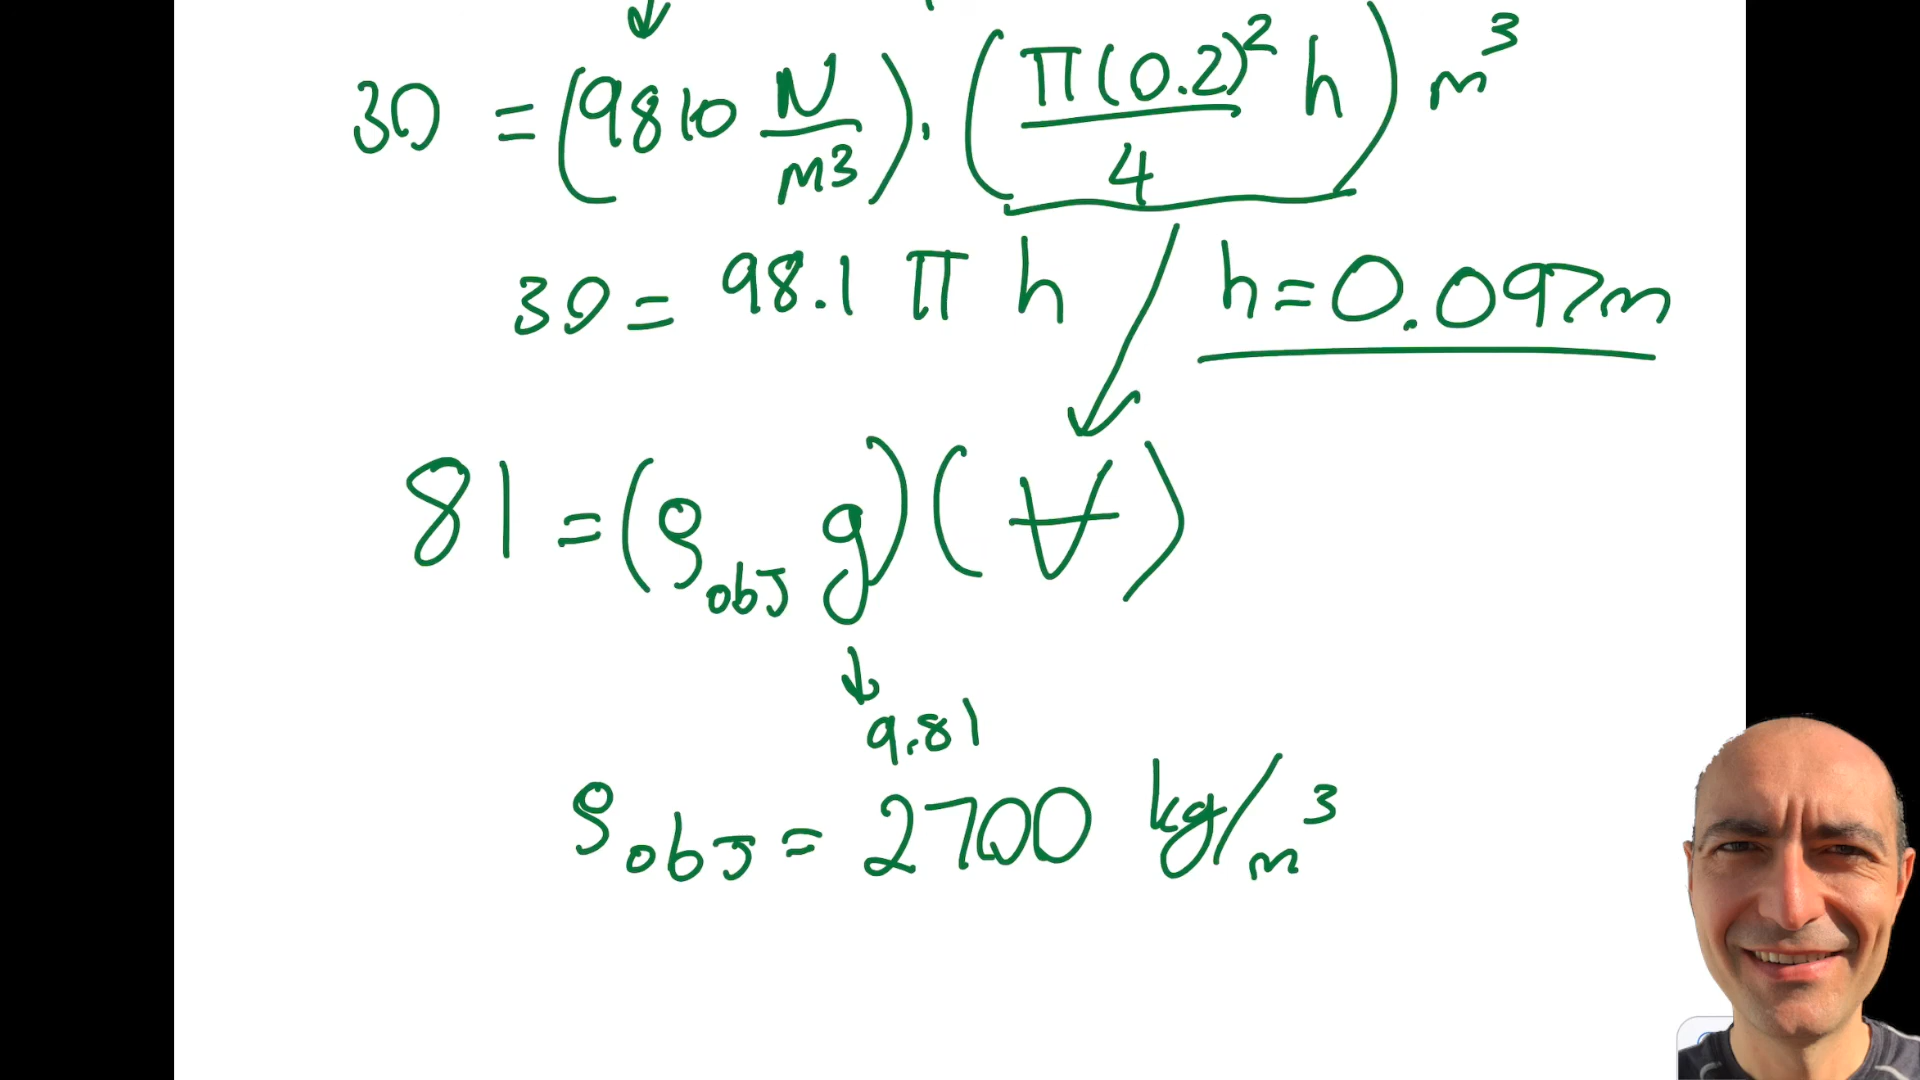 30 = (9810 N/m3) · (π(0.2)² h / 4) m³
30 = 98.1 π h
h = 0.097m
81 = (ρobj g)(V)
9.81
ρobj = 2700 kg/m³